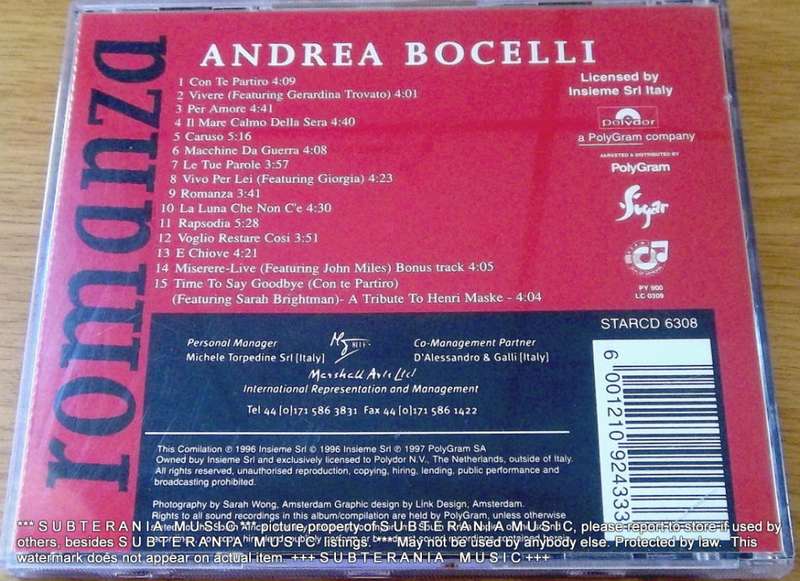 romanza
ANDREA BOCELLI
1 Con Te Partiro 4:09
2 Vivere (Featuring Gerardina Trovato) 4:01
3 Per Amore 4:41
4 Il Mare Calmo Della Sera 4:40
5 Caruso 5:16
6 Macchine Da Guerra 4:08
7 Le Tue Parole 3:57
8 Vivo Per Lei (Featuring Giorgia) 4:23
9 Romanza 3:41
10 La Luna Che Non C'e 4:30
11 Rapsodia 5:28
12 Voglio Restare Cosi 3:51
13 E Chiove 4:21
14 Miserere-Live (Featuring John Miles) Bonus track 4:05
15 Time To Say Goodbye (Con te Partiro)
(Featuring Sarah Brightman)- A Tribute To Henri Maske - 4:04
Licensed by
Insieme Srl Italy
polydor
a PolyGram company
MARKETED & DISTRIBUTED BY
PolyGram
Sugar
PY 900
LC 0309
STARCD 6308
6 001210 924333
Personal Manager
Michele Torpedine Srl [Italy]
Co-Management Partner
D'Alessandro & Galli [Italy]
Marshall Arts Ltd
International Representation and Management
Tel 44 [0]171 586 3831 Fax 44 [0]171 586 1422
This Comilation ℗ 1996 Insieme Srl © 1996 Insieme Srl ℗ 1997 PolyGram SA
Owned buy Insieme Srl and exclusively licensed to Polydor N.V., The Netherlands, outside of Italy.
All rights reserved, unauthorised reproduction, copying, hiring, lending, public performance and
broadcasting prohibited.
Photography by Sarah Wong, Amsterdam Graphic design by Link Design, Amsterdam.
Rights to all sound recordings in this album/compilation are held by PolyGram, unless otherwise
*** S U B T E R A N I A M U S I C *** picture property of S U B T E R A N I A M U S I C, please report to store if used by
others, besides S U B T E R A N I A M U S I C listings. *** May not be used by anybody else. Protected by law. This
watermark does not appear on actual item. +++ S U B T E R A N I A M U S I C +++